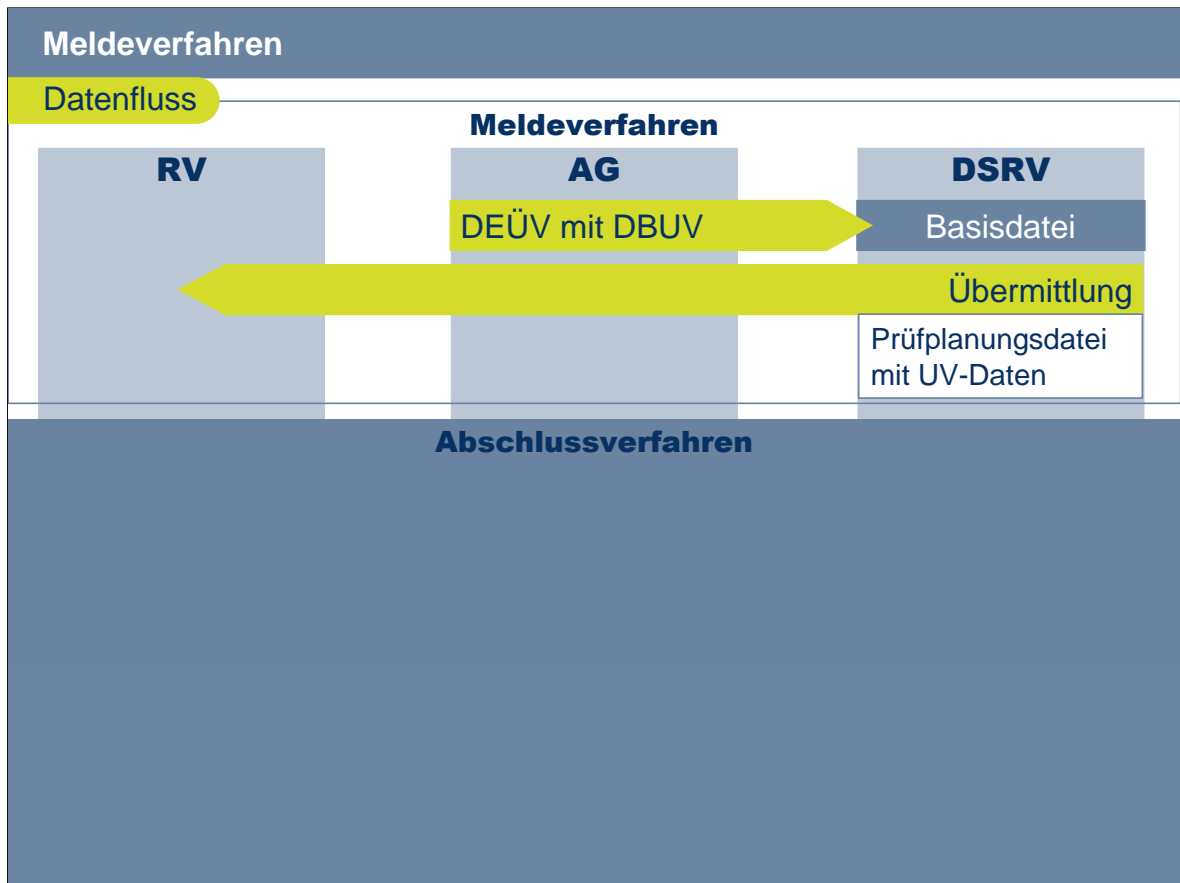 Meldeverfahren
Datenfluss
Meldeverfahren
RV
AG
DSRV
DEÜV mit DBUV
Basisdatei
Übermittlung
Prüfplanungsdatei
mit UV-Daten
Abschlussverfahren